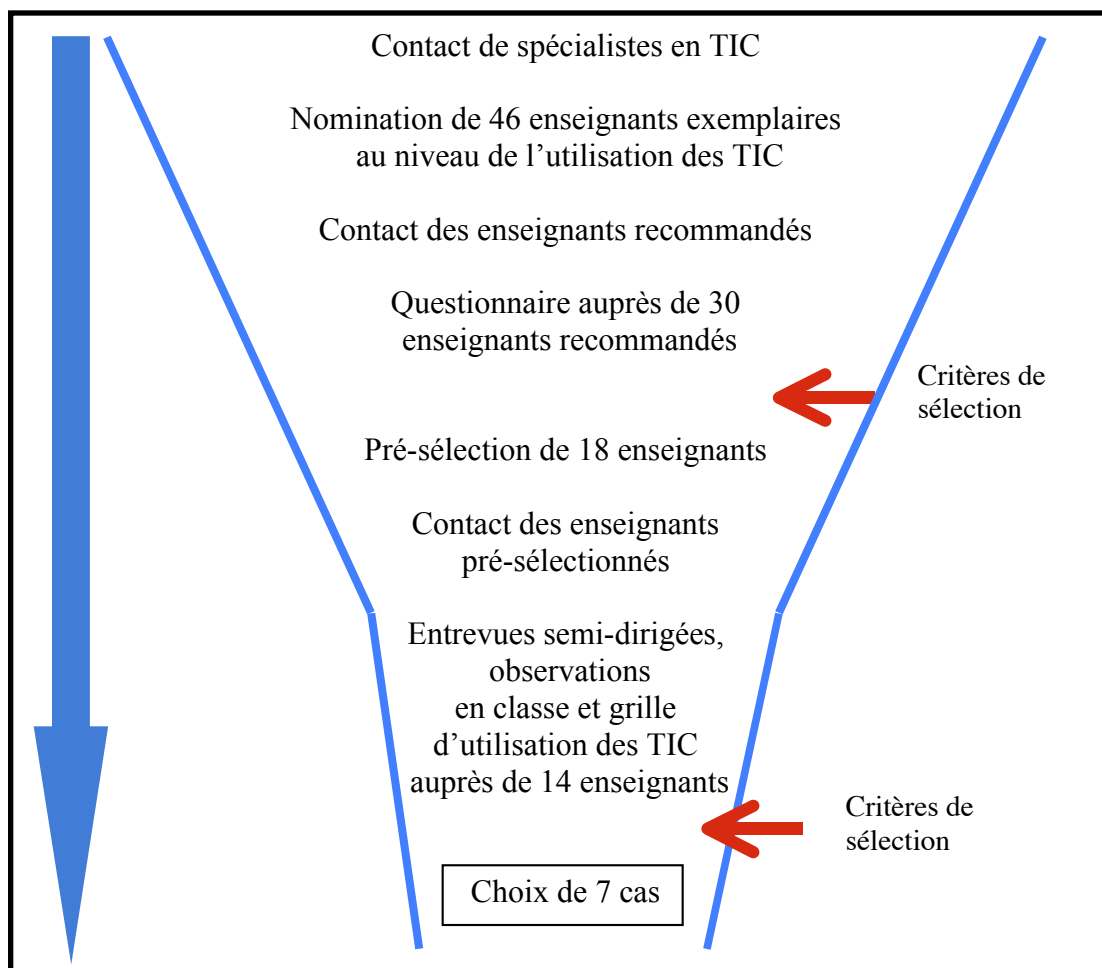 Contact de spécialistes en TIC
Nomination de 46 enseignants exemplaires
au niveau de l’utilisation des TIC
Contact des enseignants recommandés
Questionnaire auprès de 30
enseignants recommandés
Critères de
sélection
Pré-sélection de 18 enseignants
Contact des enseignants
pré-sélectionnés
Entrevues semi-dirigées,
observations
en classe et grille
d’utilisation des TIC
auprès de 14 enseignants
Critères de
sélection
Choix de 7 cas